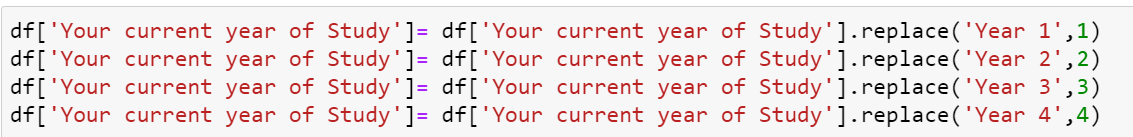 df['Your current year of Study']= df['Your current year of Study'].replace('Year 1',1)
df['Your current year of Study']= df['Your current year of Study'].replace('Year 2',2)
df['Your current year of Study']= df['Your current year of Study'].replace('Year 3',3)
df['Your current year of Study']= df['Your current year of Study'].replace('Year 4',4)